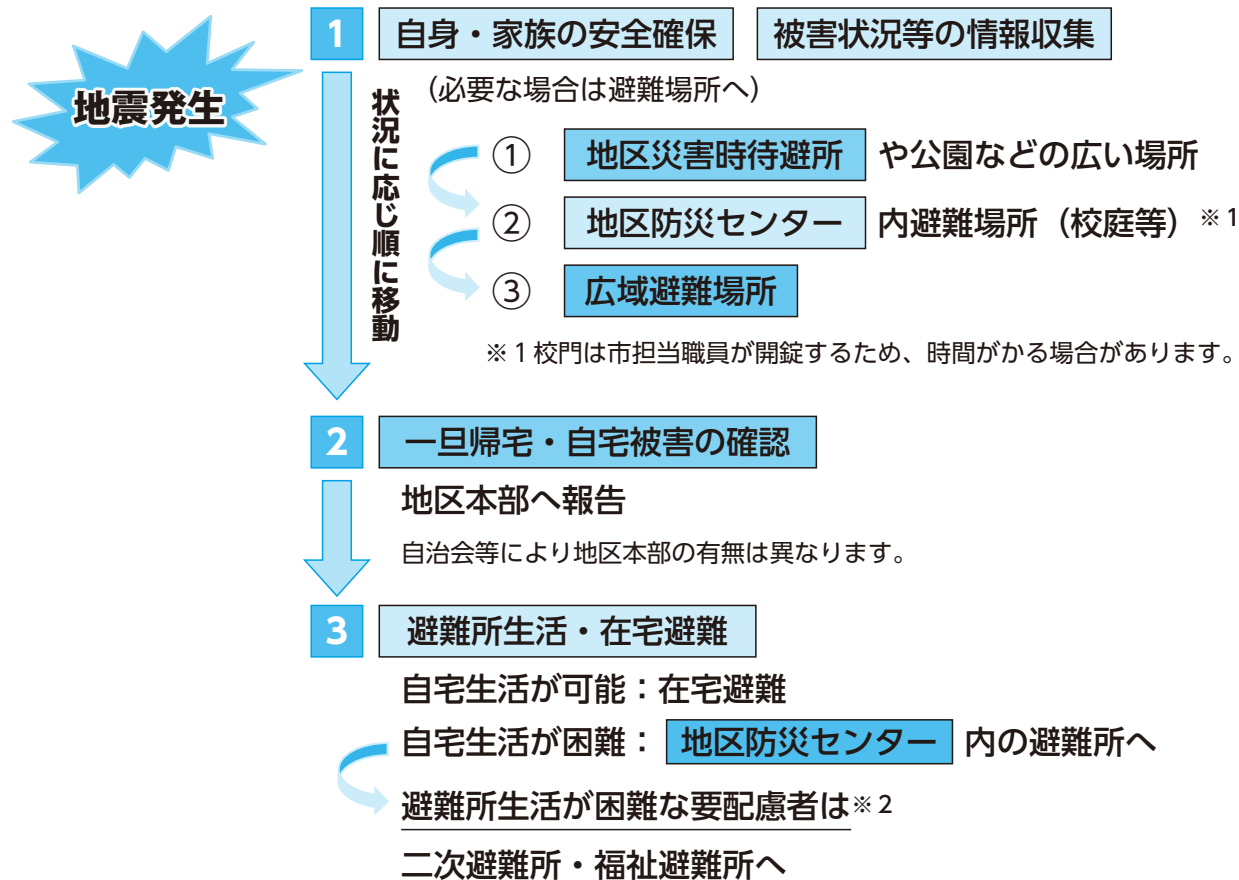 地震発生
1 自身・家族の安全確保 被害状況等の情報収集
(必要な場合は避難場所へ)
状況に応じ順に移動
① 地区災害時待避所 や公園などの広い場所
② 地区防災センター 内避難場所(校庭等)※1
③ 広域避難場所
※1校門は市担当職員が開錠するため、時間がかる場合があります。
2 一旦帰宅・自宅被害の確認
地区本部へ報告
自治会等により地区本部の有無は異なります。
3 避難所生活・在宅避難
自宅生活が可能:在宅避難
自宅生活が困難: 地区防災センター 内の避難所へ
避難所生活が困難な要配慮者は※2
二次避難所・福祉避難所へ